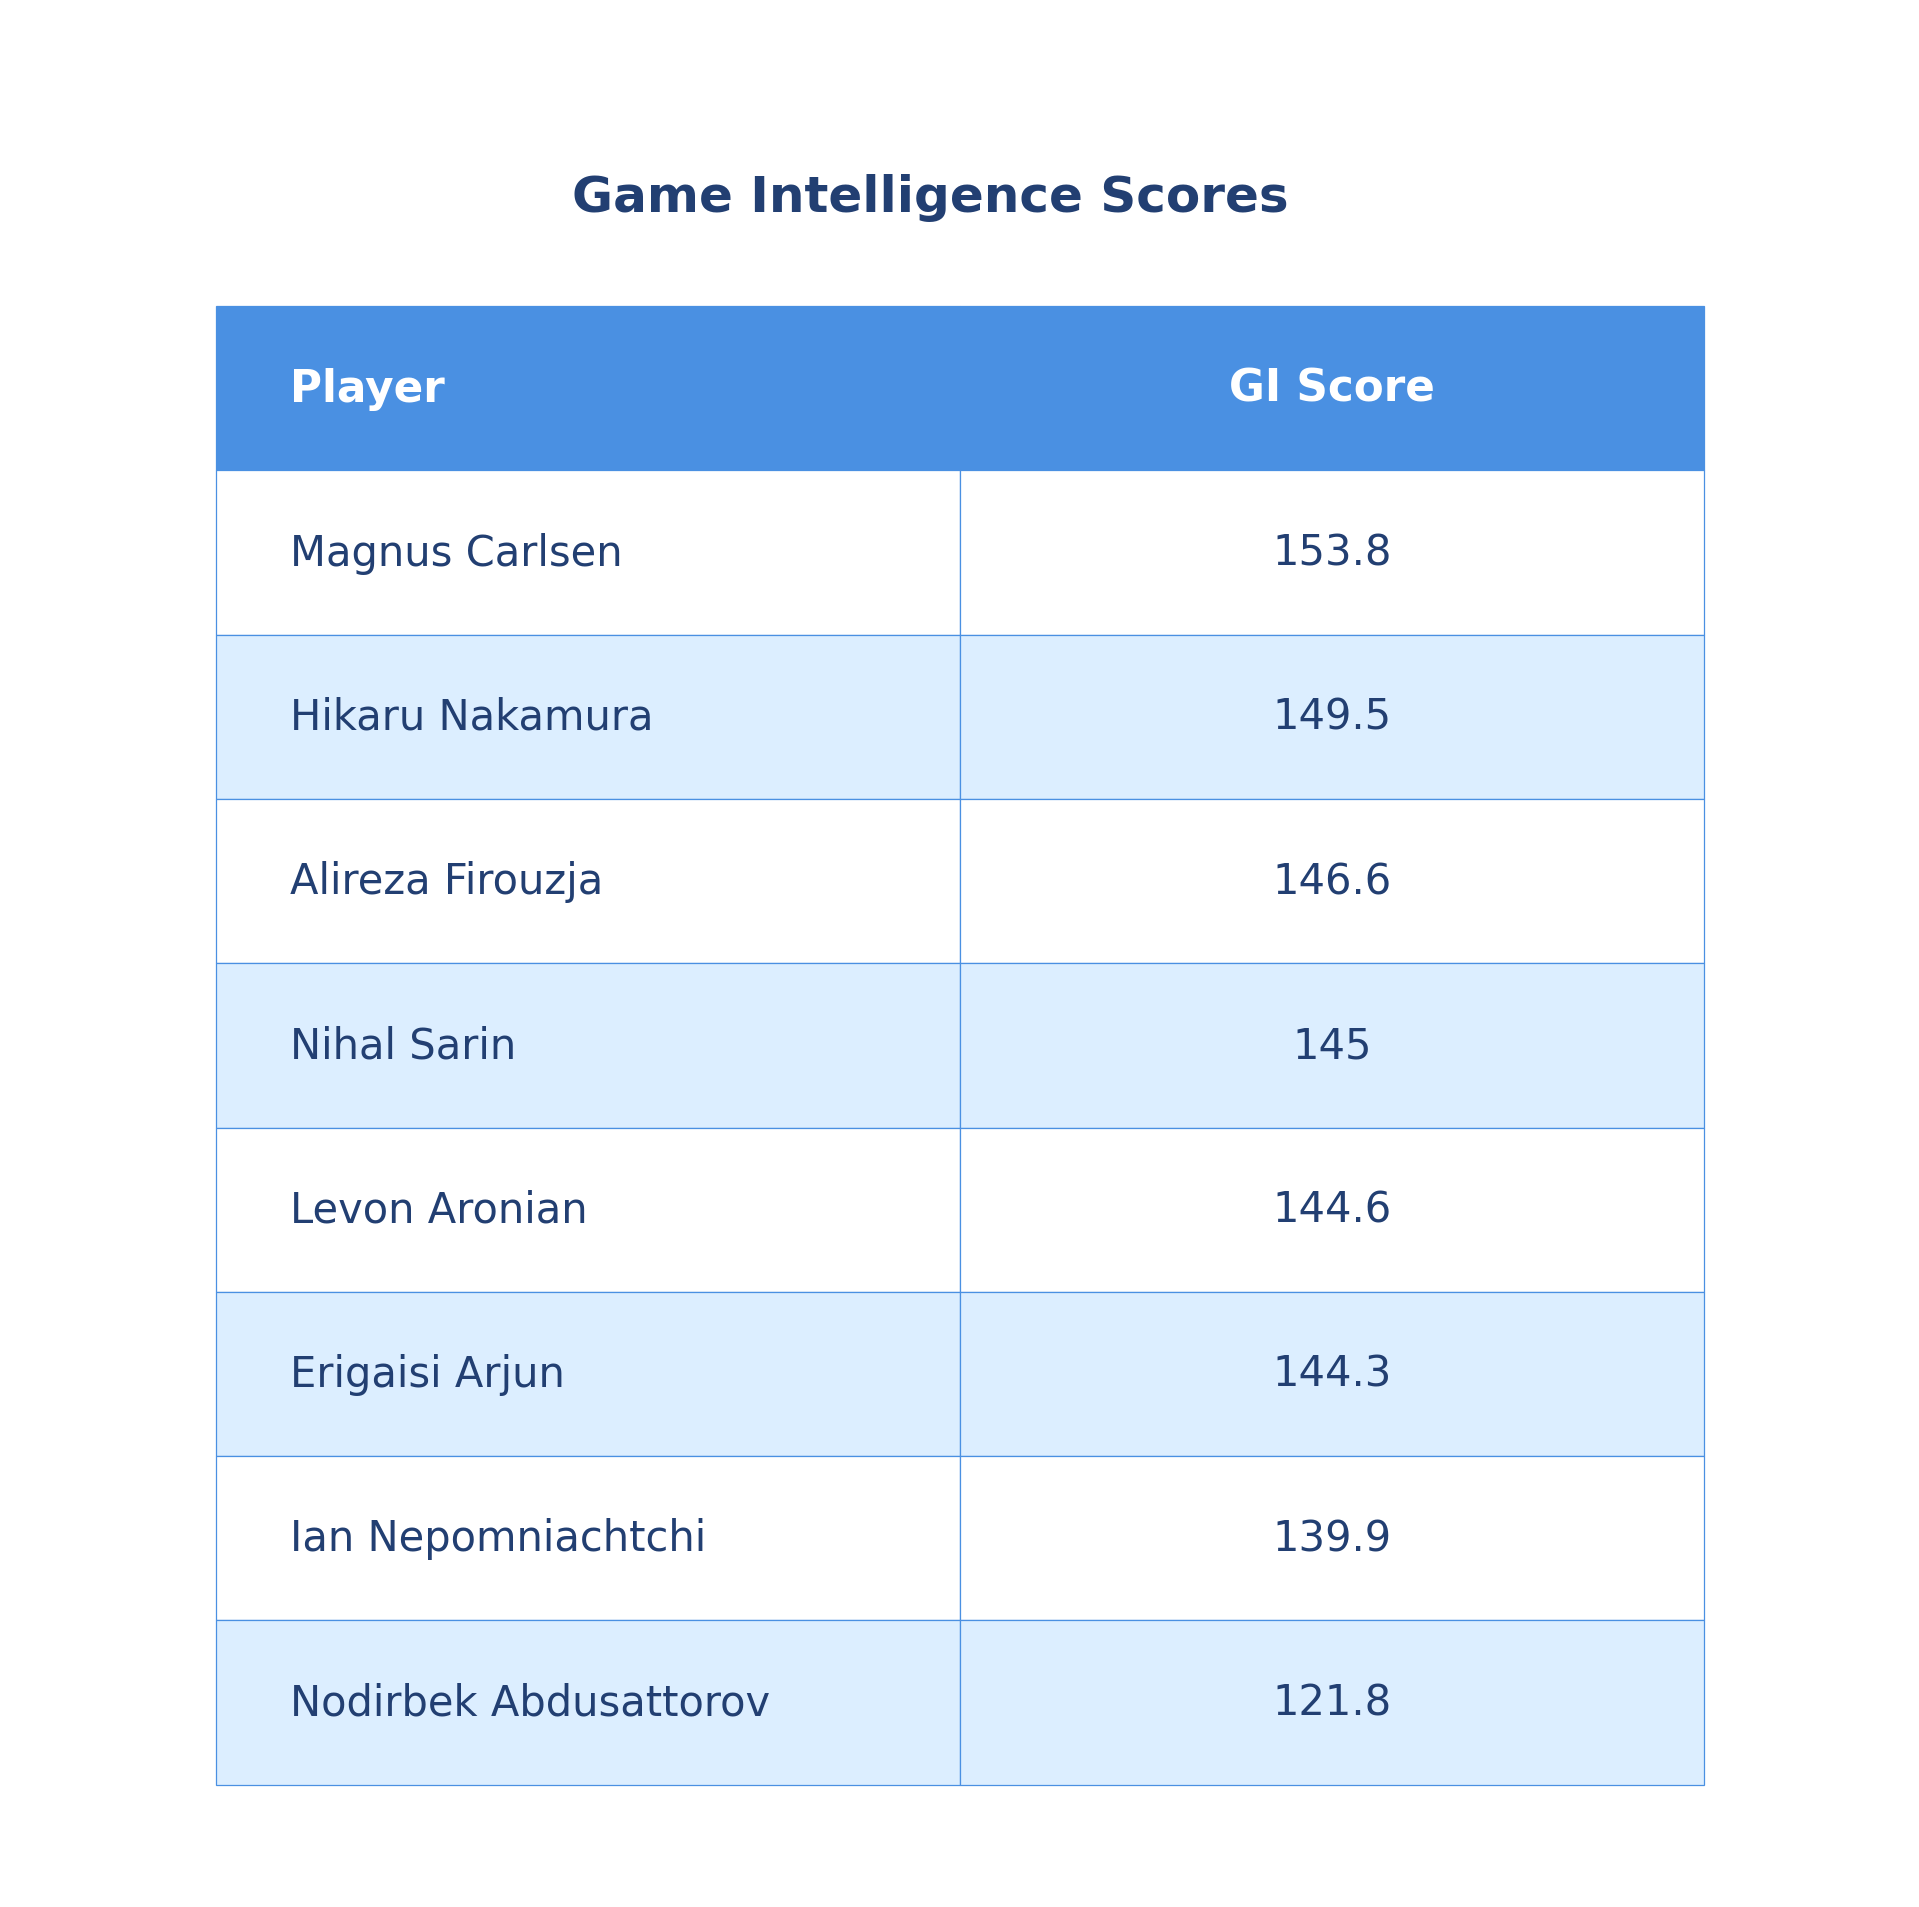 Game Intelligence Scores
Player GI Score
Magnus Carlsen 153.8
Hikaru Nakamura 149.5
Alireza Firouzja 146.6
Nihal Sarin 145
Levon Aronian 144.6
Erigaisi Arjun 144.3
Ian Nepomniachtchi 139.9
Nodirbek Abdusattorov 121.8